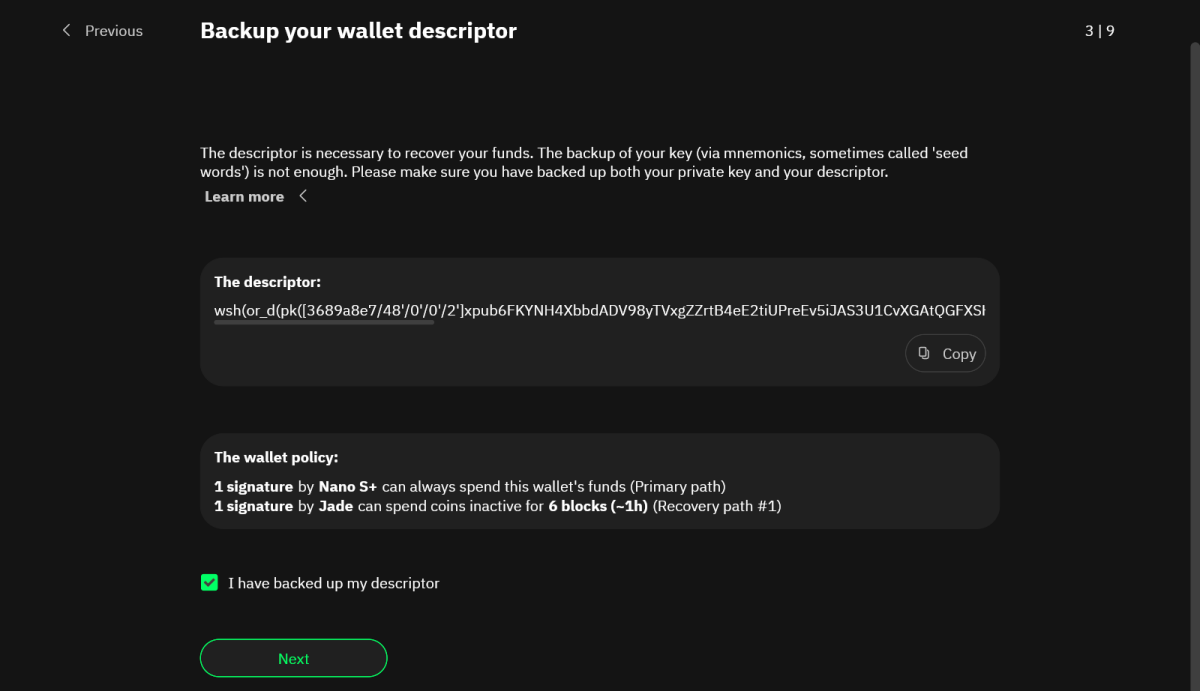 Previous
Backup your wallet descriptor
3 | 9
The descriptor is necessary to recover your funds. The backup of your key (via mnemonics, sometimes called 'seed
words') is not enough. Please make sure you have backed up both your private key and your descriptor.
Learn more
The descriptor:
wsh(or_d(pk([3689a8e7/48'/0'/0'/2']xpub6FKYNH4XbbdADV98yTVxgZZrtB4eE2tiUPreEv5iJAS3U1CvXGAtQGFXSH
Copy
The wallet policy:
1 signature by Nano S+ can always spend this wallet's funds (Primary path)
1 signature by Jade can spend coins inactive for 6 blocks (~1h) (Recovery path #1)
I have backed up my descriptor
Next